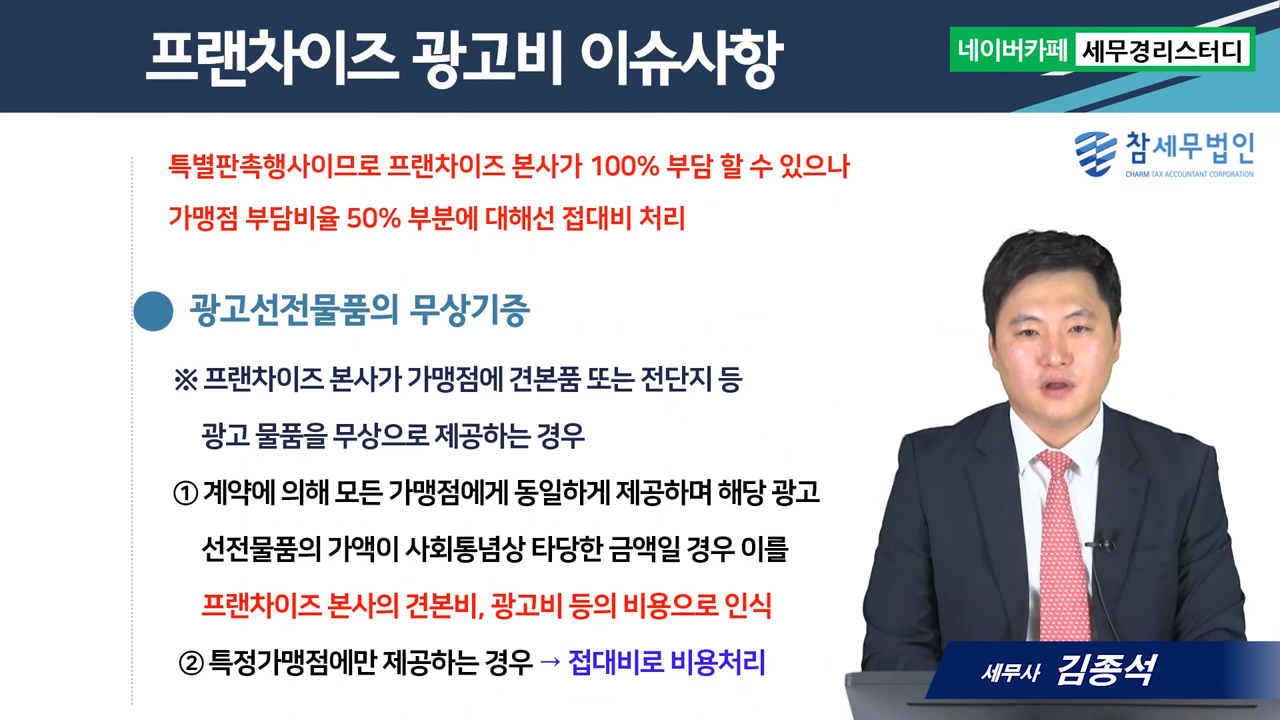 프랜차이즈 광고비 이슈사항
네이버카페 세무경리스터디
참세무법인
CHARM TAX ACCOUNTANT CORPORATION
특별판촉행사이므로 프랜차이즈 본사가 100% 부담 할 수 있으나
가맹점 부담비율 50% 부분에 대해선 접대비 처리
광고선전물품의 무상기증
※ 프랜차이즈 본사가 가맹점에 견본품 또는 전단지 등
광고 물품을 무상으로 제공하는 경우
① 계약에 의해 모든 가맹점에게 동일하게 제공하며 해당 광고
선전물품의 가액이 사회통념상 타당한 금액일 경우 이를
프랜차이즈 본사의 견본비, 광고비 등의 비용으로 인식
② 특정가맹점에만 제공하는 경우 → 접대비로 비용처리
세무사 김종석